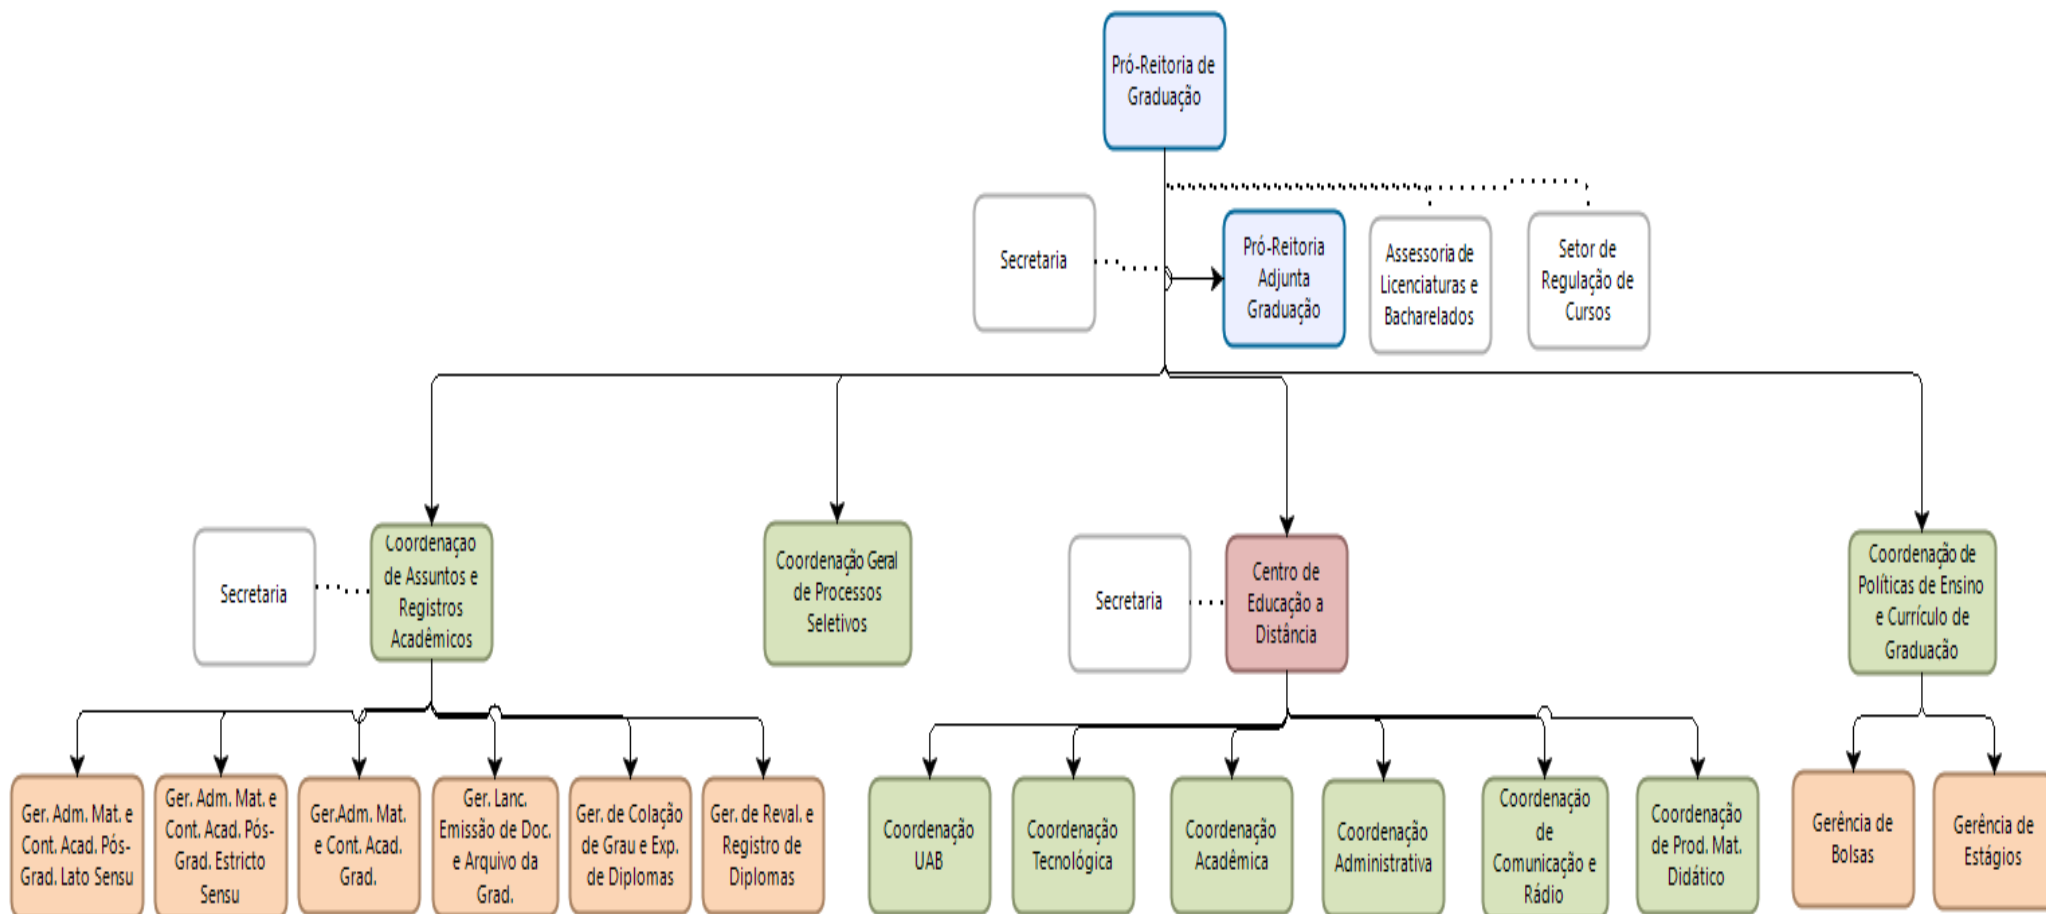 Pró-Reitoria de
Graduação
Secretaria
Pró-Reitoria
Adjunta
Graduação
Assessoria de
Licenciaturas e
Bacharelados
Setor de
Regulação de
Cursos
Secretaria
Coordenação
de Assuntos e
Registros
Acadêmicos
Coordenação Geral
de Processos
Seletivos
Secretaria
Centro de
Educação a
Distância
Coordenação de
Políticas de Ensino
e Currículo de
Graduação
Ger. Adm. Mat. e
Cont. Acad. Pós-
Grad. Lato Sensu
Ger. Adm. Mat. e
Cont. Acad. Pós-
Grad. Estricto
Sensu
Ger.Adm. Mat.
e Cont. Acad.
Grad.
Ger. Lanc.
Emissão de Doc.
e Arquivo da
Grad.
Ger. de Colação
de Grau e Exp.
de Diplomas
Ger. de Reval. e
Registro de
Diplomas
Coordenação
UAB
Coordenação
Tecnológica
Coordenação
Acadêmica
Coordenação
Administrativa
Coordenação
de
Comunicação e
Rádio
Coordenação
de Prod. Mat.
Didático
Gerência de
Bolsas
Gerência de
Estágios